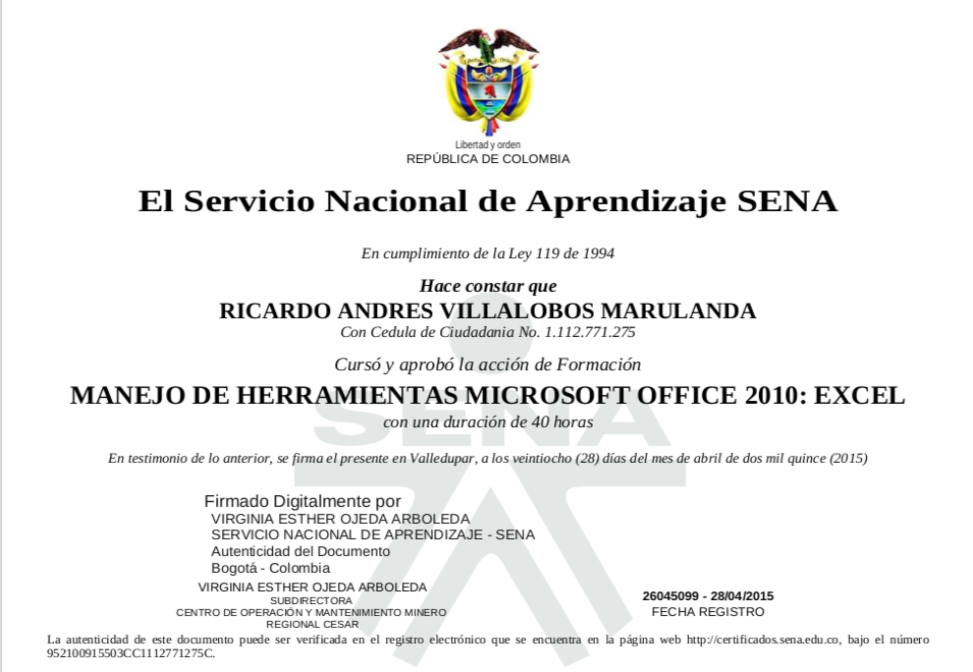 Libertad y orden
REPÚBLICA DE COLOMBIA
El Servicio Nacional de Aprendizaje SENA
En cumplimiento de la Ley 119 de 1994
Hace constar que
RICARDO ANDRES VILLALOBOS MARULANDA
Con Cedula de Ciudadania No. 1.112.771.275
Cursó y aprobó la acción de Formación
MANEJO DE HERRAMIENTAS MICROSOFT OFFICE 2010: EXCEL
SENA
con una duración de 40 horas
En testimonio de lo anterior, se firma el presente en Valledupar, a los veintiocho (28) días del mes de abril de dos mil quince (2015)
Firmado Digitalmente por
VIRGINIA ESTHER OJEDA ARBOLEDA
SERVICIO NACIONAL DE APRENDIZAJE - SENA
Autenticidad del Documento
Bogotá - Colombia
VIRGINIA ESTHER OJEDA ARBOLEDA
SUBDIRECTORA
CENTRO DE OPERACIÓN Y MANTENIMIENTO MINERO
REGIONAL CESAR
26045099 - 28/04/2015
FECHA REGISTRO
La autenticidad de este documento puede ser verificada en el registro electrónico que se encuentra en la página web http://certificados.sena.edu.co, bajo el número
952100915503CC1112771275C.